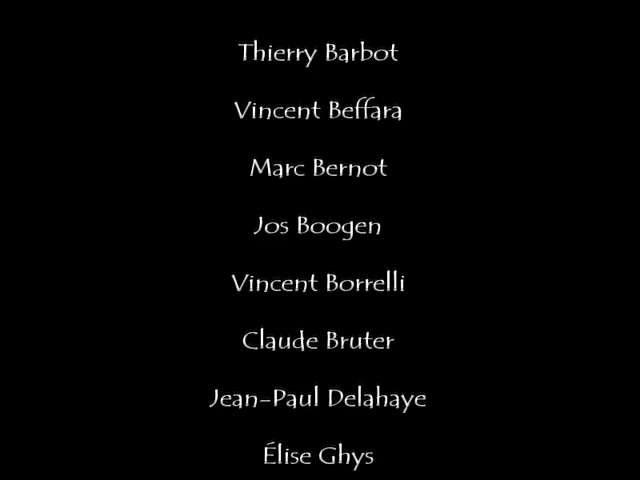 Thierry Barbot
Vincent Beffara
Marc Bernot
Jos Boogen
Vincent Borrelli
Claude Bruter
Jean-Paul Delahaye
Élise Ghys